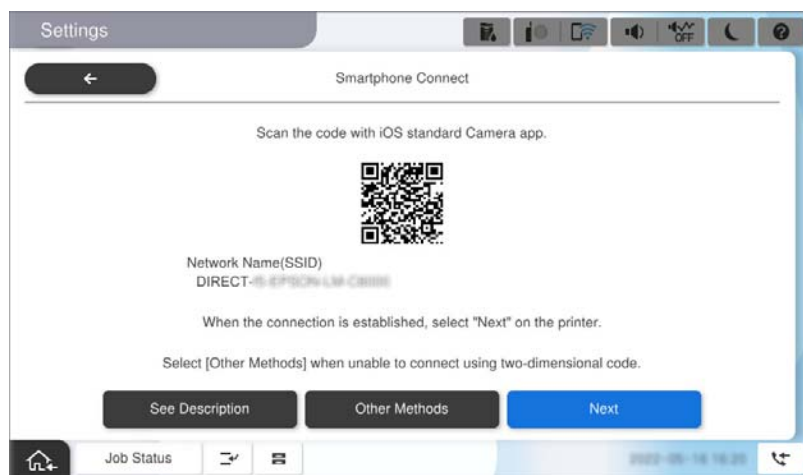 Settings
OFF
Smartphone Connect
Scan the code with iOS standard Camera app.
Network Name(SSID)
DIRECT-
When the connection is established, select "Next" on the printer.
Select [Other Methods] when unable to connect using two-dimensional code.
See Description
Other Methods
Next
Job Status